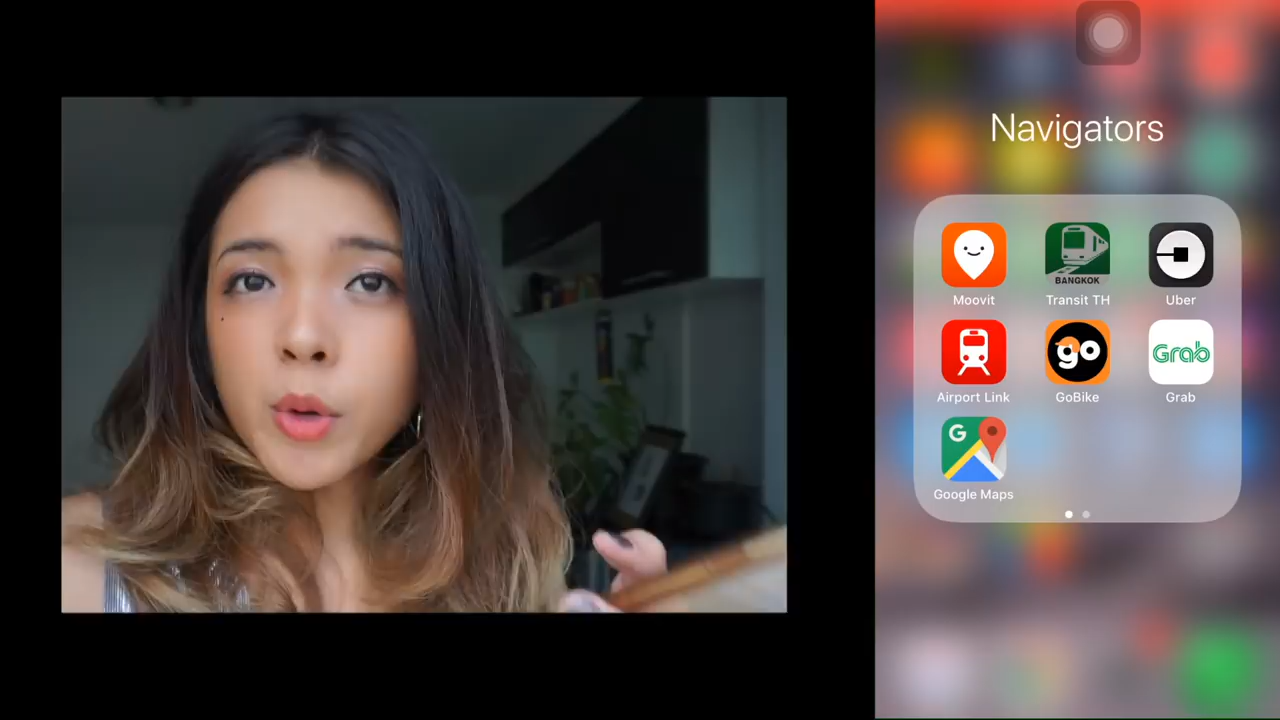 Navigators
BANGKOK
Moovit Transit TH Uber
go Grab
Airport Link GoBike Grab
G
Google Maps